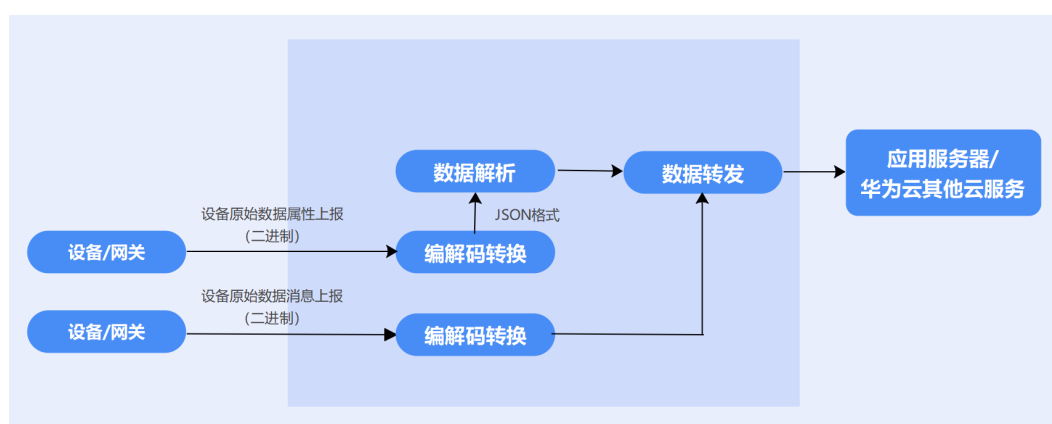 数据解析
数据转发
应用服务器/
华为云其他云服务
设备原始数据属性上报
（二进制）
JSON格式
设备/网关
编解码转换
设备原始数据消息上报
（二进制）
设备/网关
编解码转换